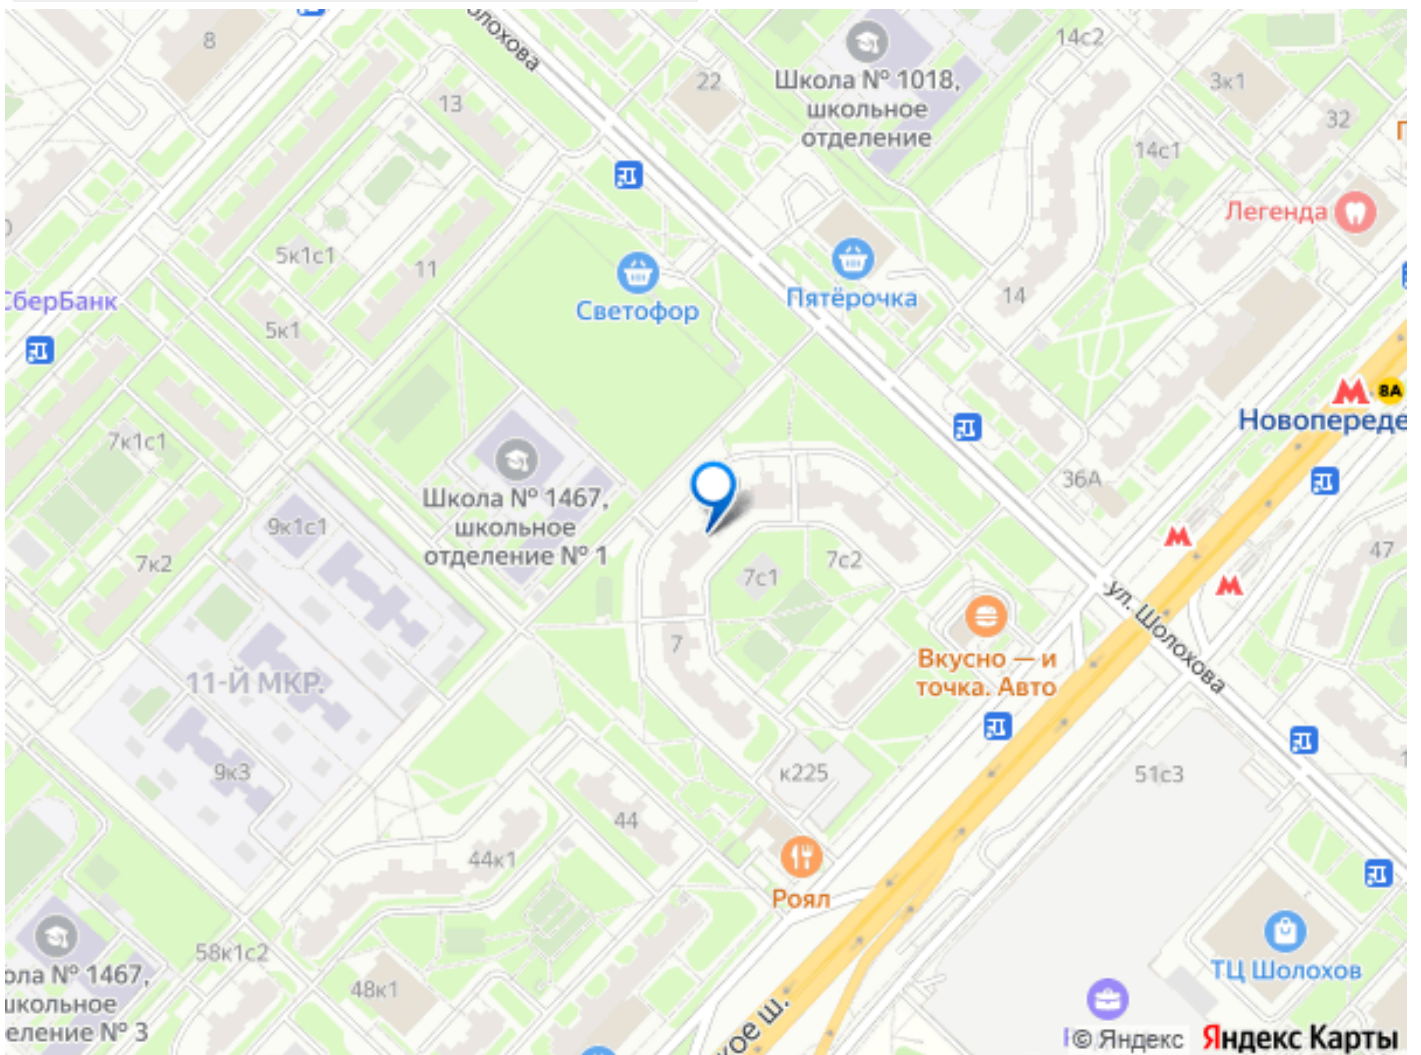 олохова
8
14с2
Школа № 1018,
школьное
отделение
22
3к1
13
32
14с1
Легенда
5к1с1
11
Светофор
Пятёрочка
14
СберБанк
5к1
8А
Новопереде
7к1с1
36А
Школа № 1467,
школьное
отделение № 1
9к1с1
7к2
7с1
7с2
47
ул. Шолохова
7
Вкусно — и
точка. Авто
11-Й МКР.
9к3
к225
51с3
44
44к1
Роял
58к1с2
ола № 1467,
школьное
еление № 3
48к1
ТЦ Шолохов
кое ш.
© Яндекс
Яндекс Карты